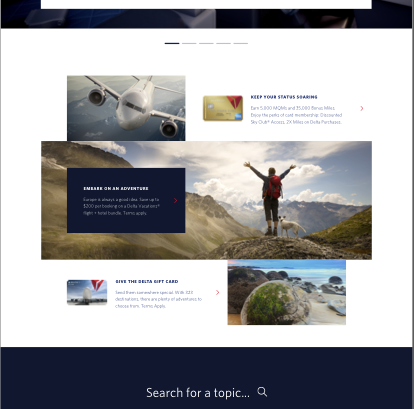 KEEP YOUR STATUS SOARING
Earn 5,000 MQMs and 35,000 Bonus Miles.
Enjoy the perks of card membership: Discounted
Sky Club® Access, 2X Miles on Delta Purchases.
EMBARK ON AN ADVENTURE
Europe is always a good idea. Save up to
$200 per booking on a Delta Vacations®
flight + hotel bundle. Terms apply.
GIVE THE DELTA GIFT CARD
Send them somewhere special. With
destinations, there are plenty of adventures to
choose from. Terms Apply.
Search for a topic...